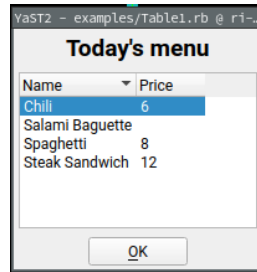 YaST2 - examples/Table1.rb @ ri-…
Today's menu
Name Price
Chili 6
Salami Baguette
Spaghetti 8
Steak Sandwich 12
OK